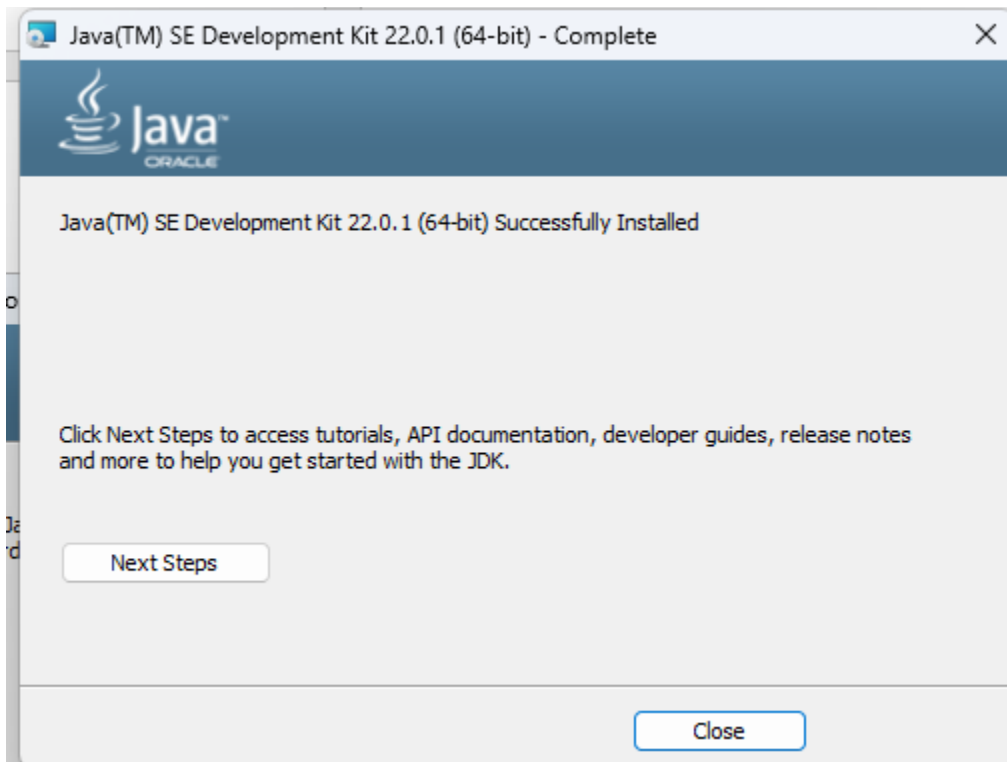 Java(TM) SE Development Kit 22.0.1 (64-bit) - Complete
Java™
ORACLE
Java(TM) SE Development Kit 22.0.1 (64-bit) Successfully Installed
Click Next Steps to access tutorials, API documentation, developer guides, release notes
and more to help you get started with the JDK.
Next Steps
Close